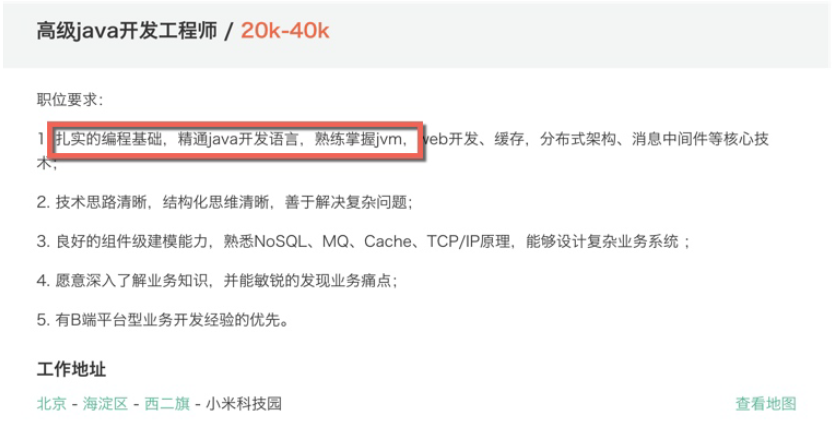 高级java开发工程师 / 20k-40k
职位要求：
1 扎实的编程基础，精通java开发语言，熟练掌握jvm，web开发、缓存，分布式架构、消息中间件等核心技
术；
2. 技术思路清晰，结构化思维清晰，善于解决复杂问题；
3. 良好的组件级建模能力，熟悉NoSQL、MQ、Cache、TCP/IP原理，能够设计复杂业务系统 ；
4. 愿意深入了解业务知识，并能敏锐的发现业务痛点；
5. 有B端平台型业务开发经验的优先。
工作地址
北京 - 海淀区 - 西二旗 - 小米科技园 查看地图